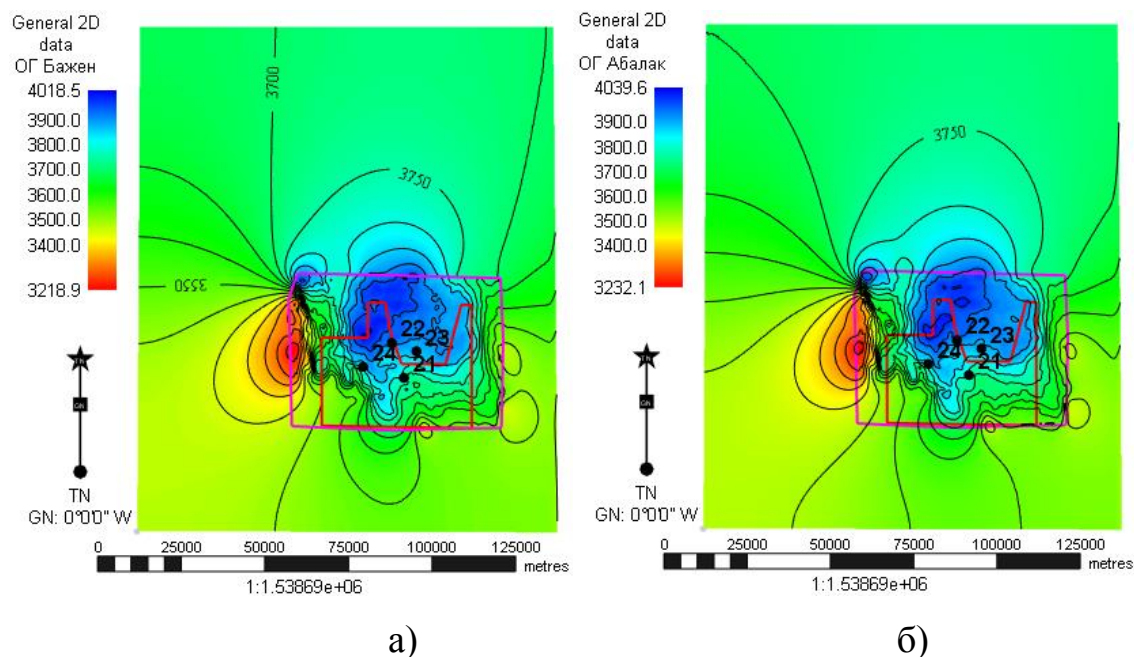 General 2D
data
ОГ Бажен
4018.5
3900.0
3800.0
3700.0
3600.0
3500.0
3400.0
3218.9
3700
3750
3550
22
23
24
21
GN
TN
GN: 0°00'' W
0 25000 50000 75000 100000 125000
metres
1:1.53869e+06
а)
General 2D
data
ОГ Абалак
4039.6
3900.0
3800.0
3700.0
3600.0
3500.0
3400.0
3232.1
3750
22
23
24
21
GN
TN
GN: 0°00'' W
0 25000 50000 75000 100000 125000
metres
1:1.53869e+06
б)